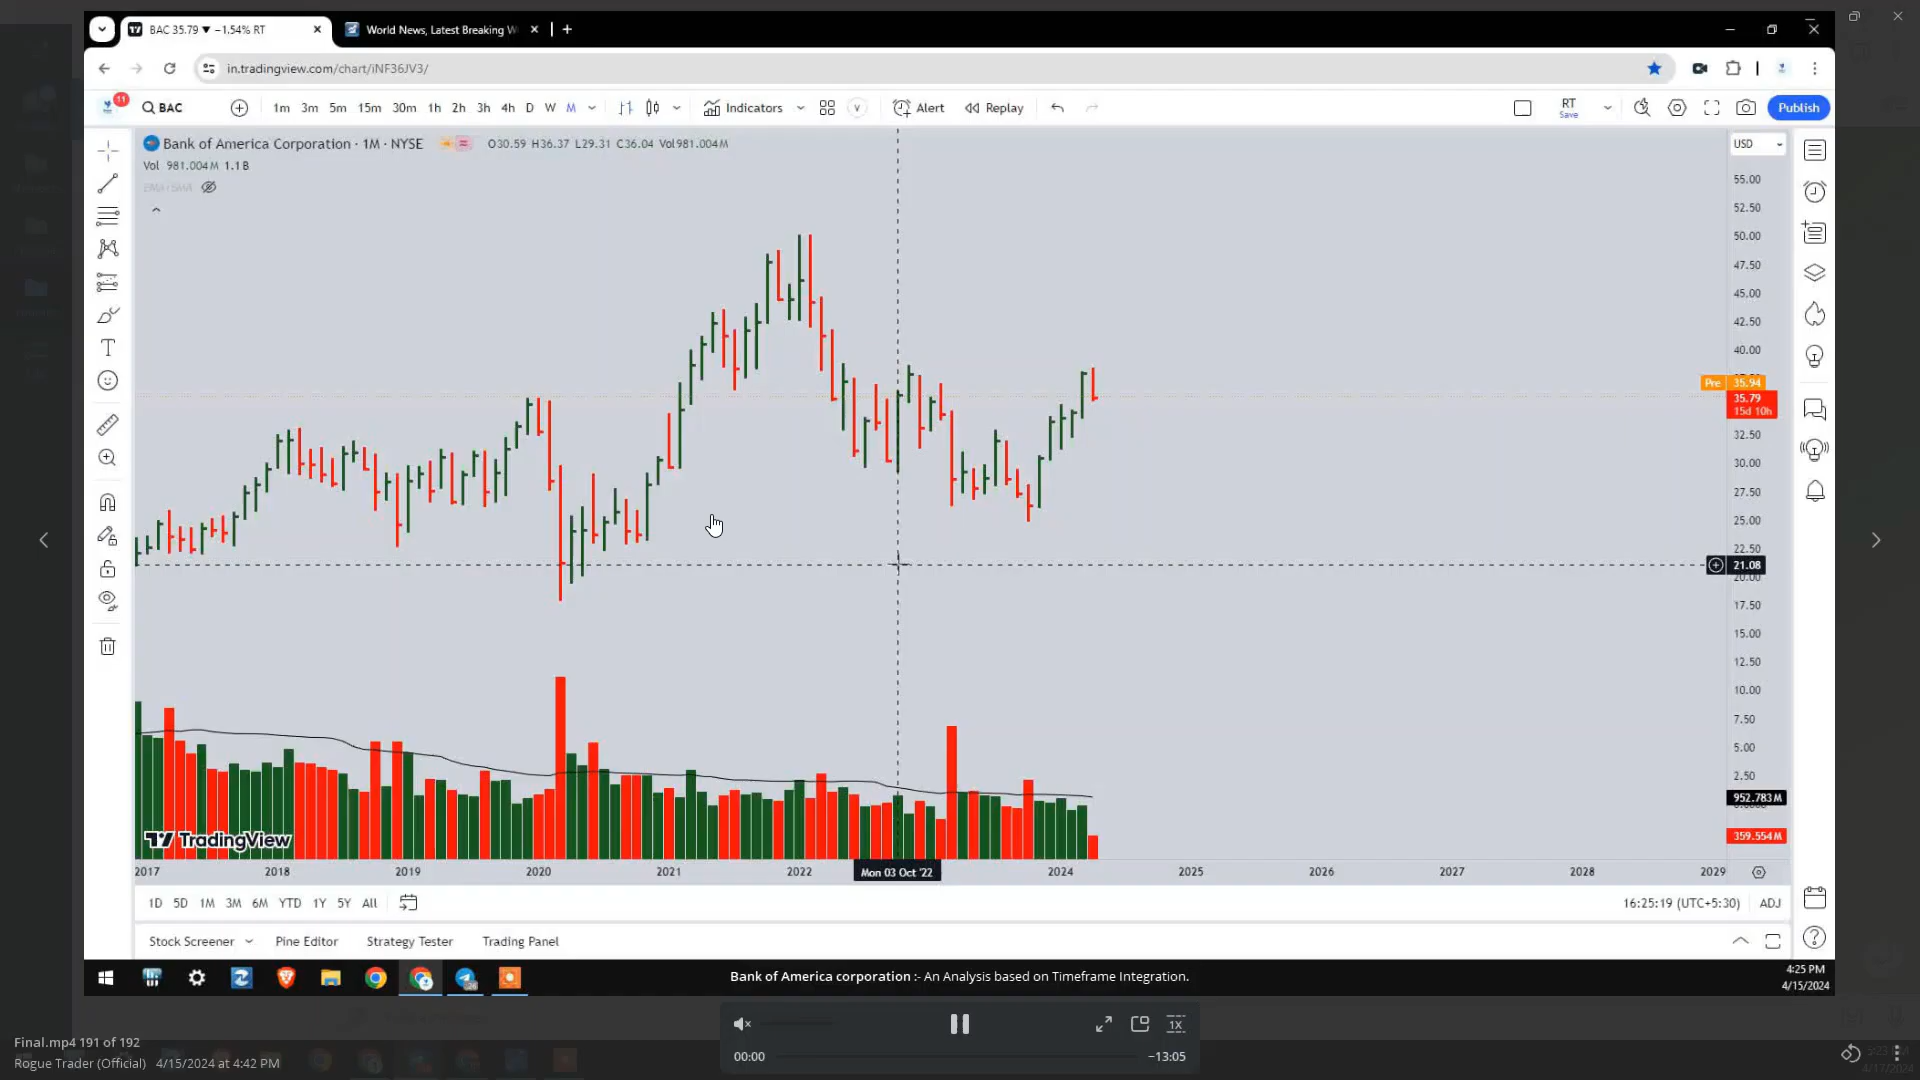 BAC 35.79 ▼ −1.54% RT
World News, Latest Breaking W
in.tradingview.com/chart/iNF36JV3/
11
BAC
1m 3m 5m 15m 30m 1h 2h 3h 4h D W M
Indicators
Alert
Replay
RT
Save
Publish
Bank of America Corporation · 1M · NYSE
O30.59 H36.37 L29.31 C36.04 Vol981.004M
Vol 981.004M 1.1B
EMA+SMA
USD
55.00
52.50
50.00
47.50
45.00
42.50
40.00
Pre 35.94
35.79
15d 10h
32.50
30.00
27.50
25.00
22.50
21.08
20.00
17.50
15.00
12.50
10.00
7.50
5.00
2.50
952.783M
359.554M
TradingView
2017 2018 2019 2020 2021 2022 Mon 03 Oct '22 2024 2025 2026 2027 2028 2029
1D 5D 1M 3M 6M YTD 1Y 5Y All
16:25:19 (UTC+5:30) ADJ
Stock Screener
Pine Editor
Strategy Tester
Trading Panel
Bank of America corporation :- An Analysis based on Timeframe Integration.
4:25 PM
4/15/2024
1X
00:00
−13:05
Final.mp4 191 of 192
Rogue Trader (Official) 4/15/2024 at 4:42 PM
4/17/2024